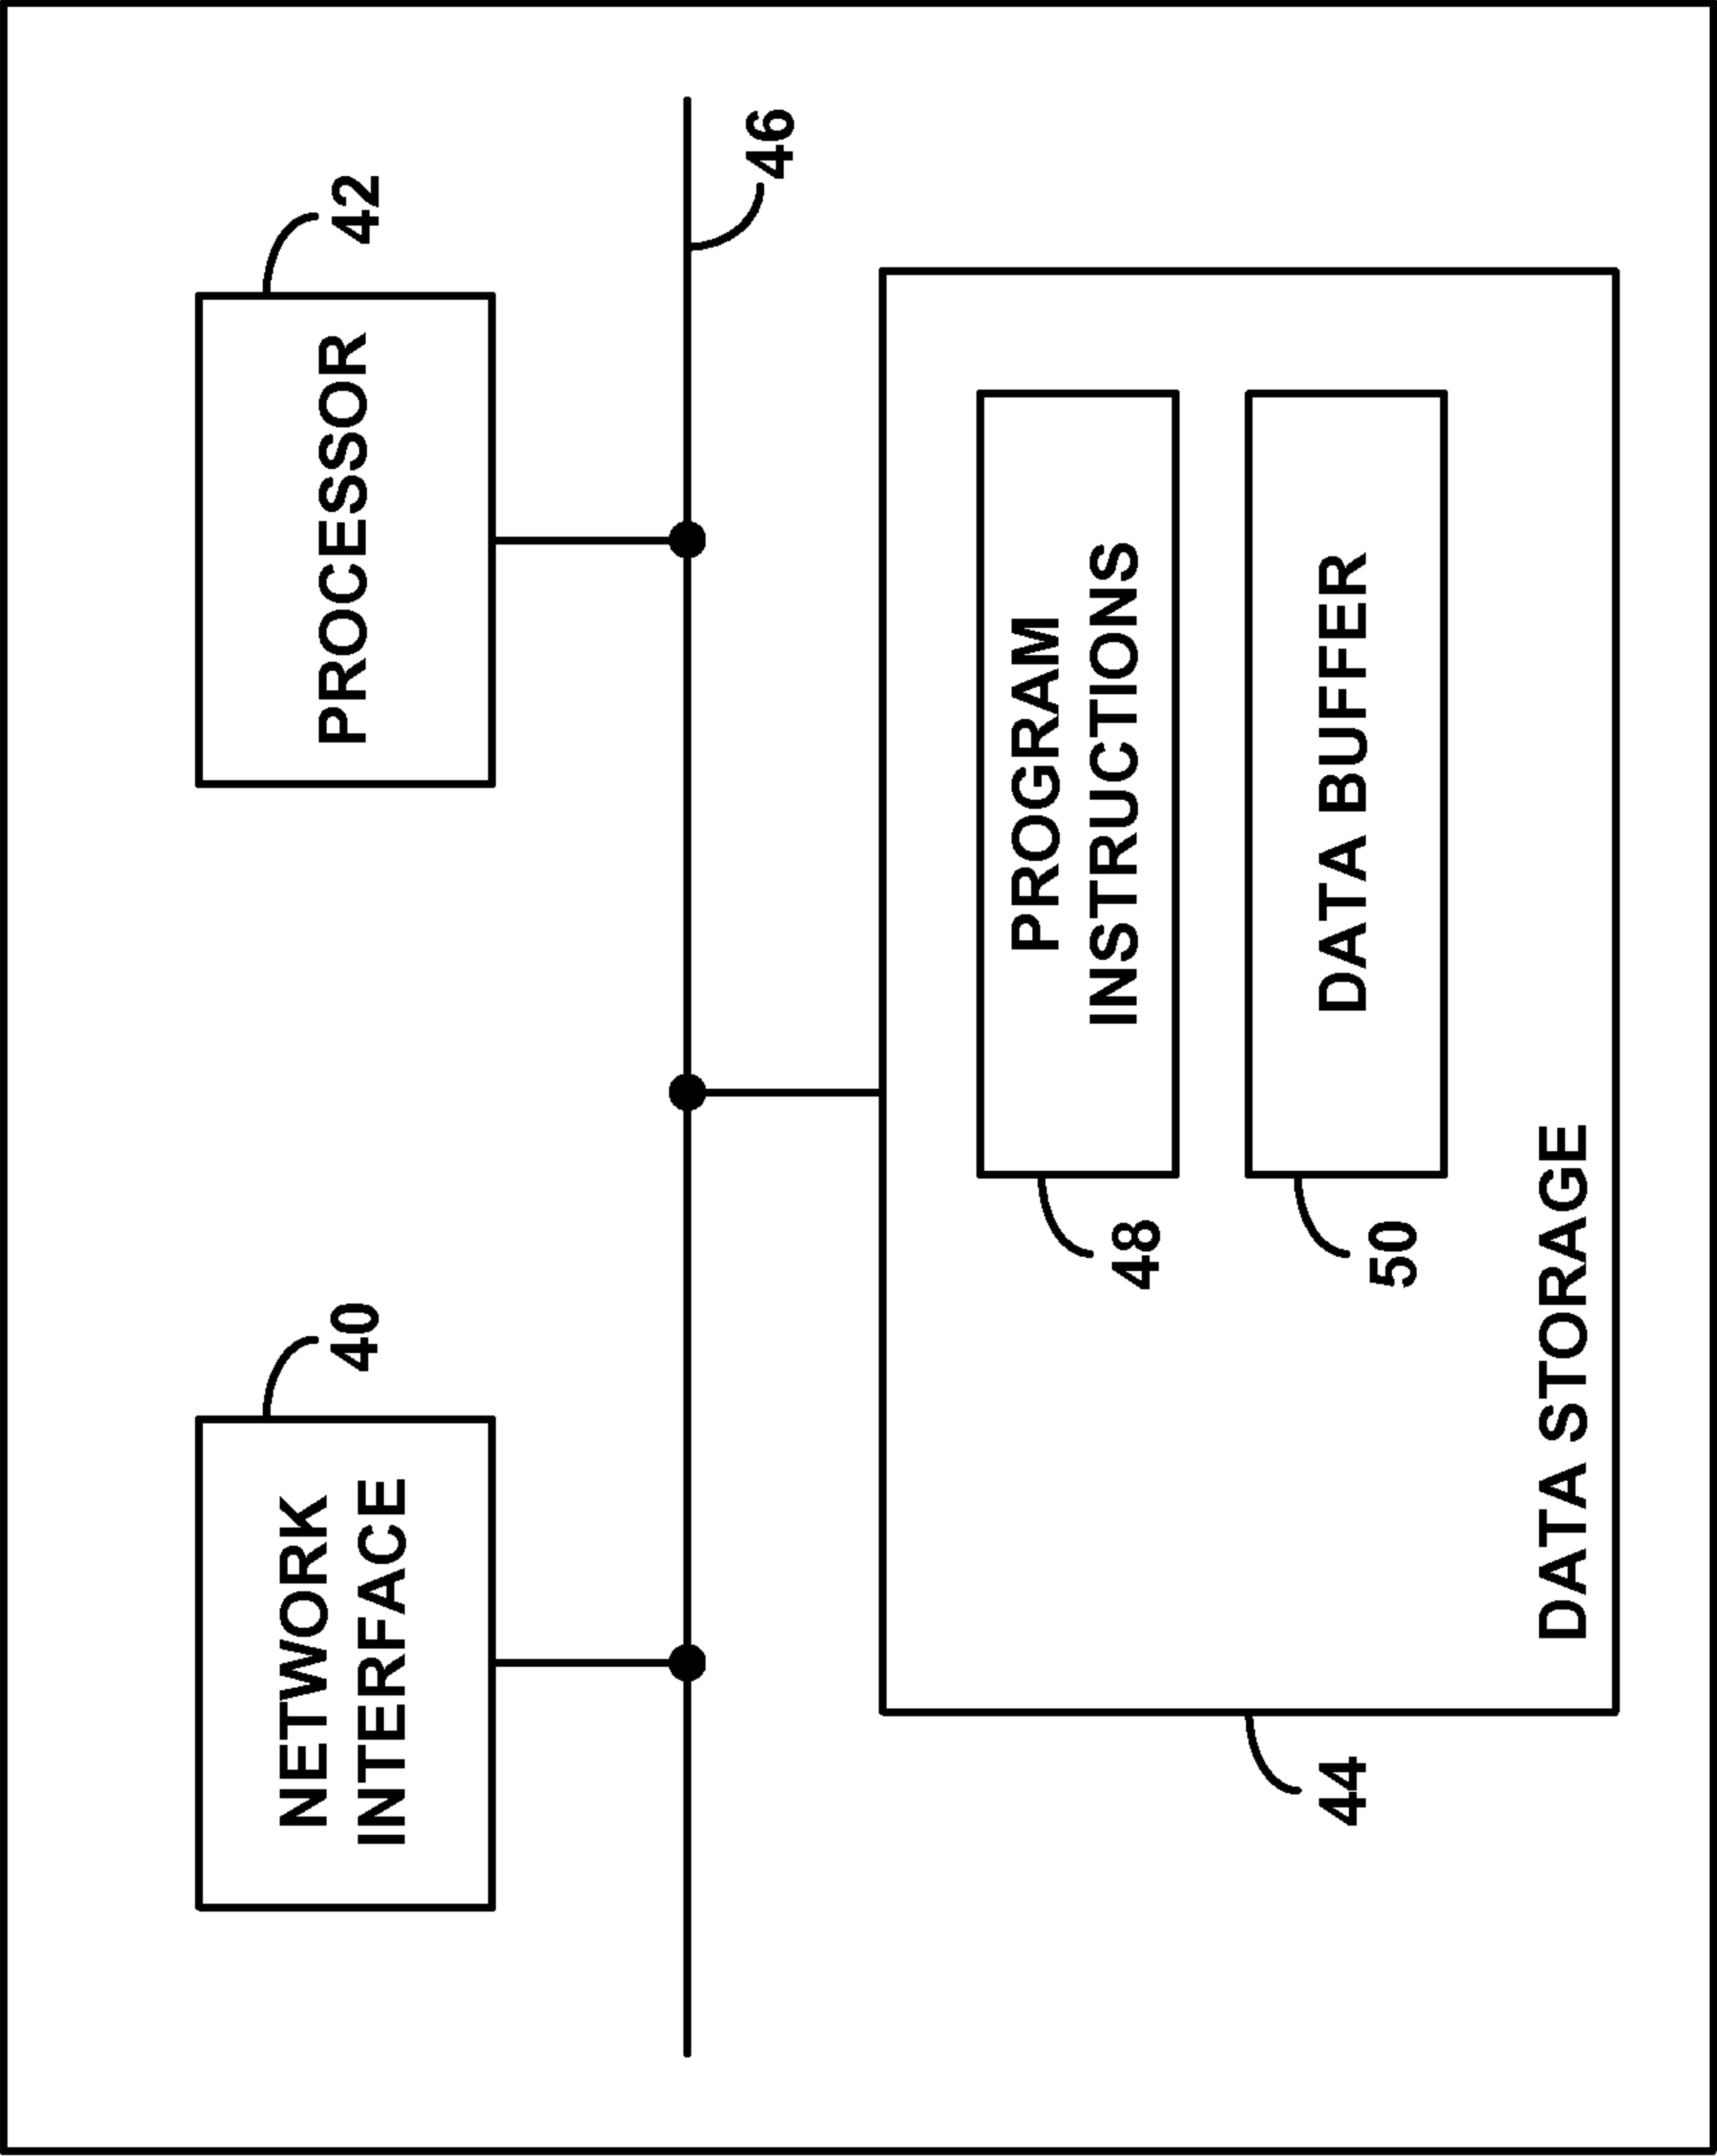 40
NETWORK
INTERFACE
42
PROCESSOR
46
48
PROGRAM
INSTRUCTIONS
50
DATA BUFFER
44
DATA STORAGE